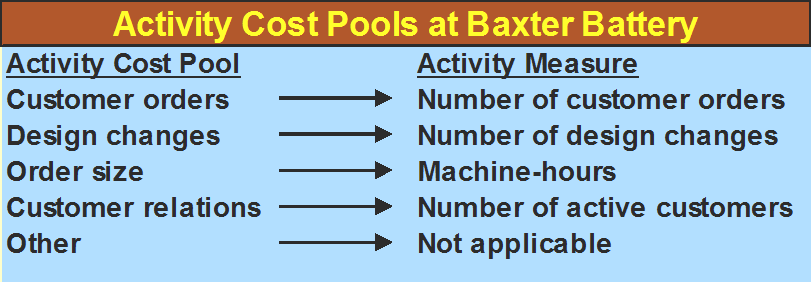 Activity Cost Pools at Baxter Battery
Activity Cost Pool Activity Measure
Customer orders Number of customer orders
Design changes Number of design changes
Order size Machine-hours
Customer relations Number of active customers
Other Not applicable